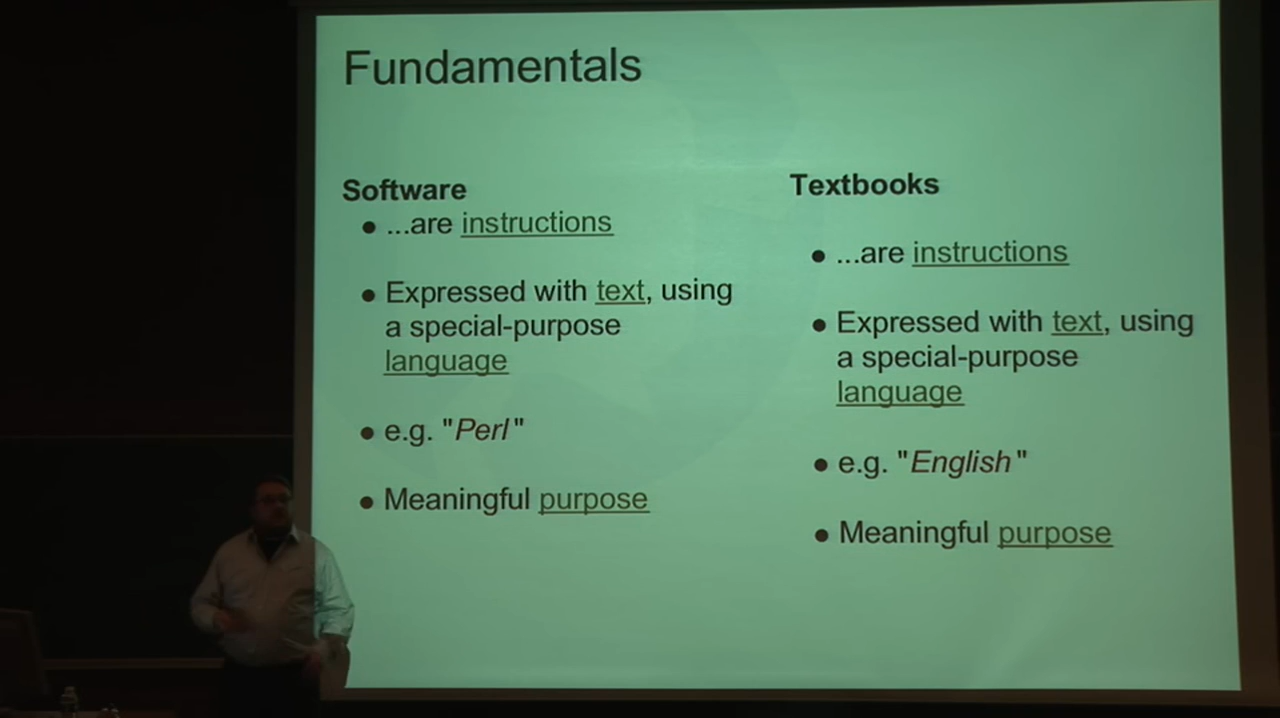 Fundamentals
Software
● ...are instructions
● Expressed with text, using
a special-purpose
language
● e.g. "Perl"
● Meaningful purpose
Textbooks
● ...are instructions
● Expressed with text, using
a special-purpose
language
● e.g. "English"
● Meaningful purpose